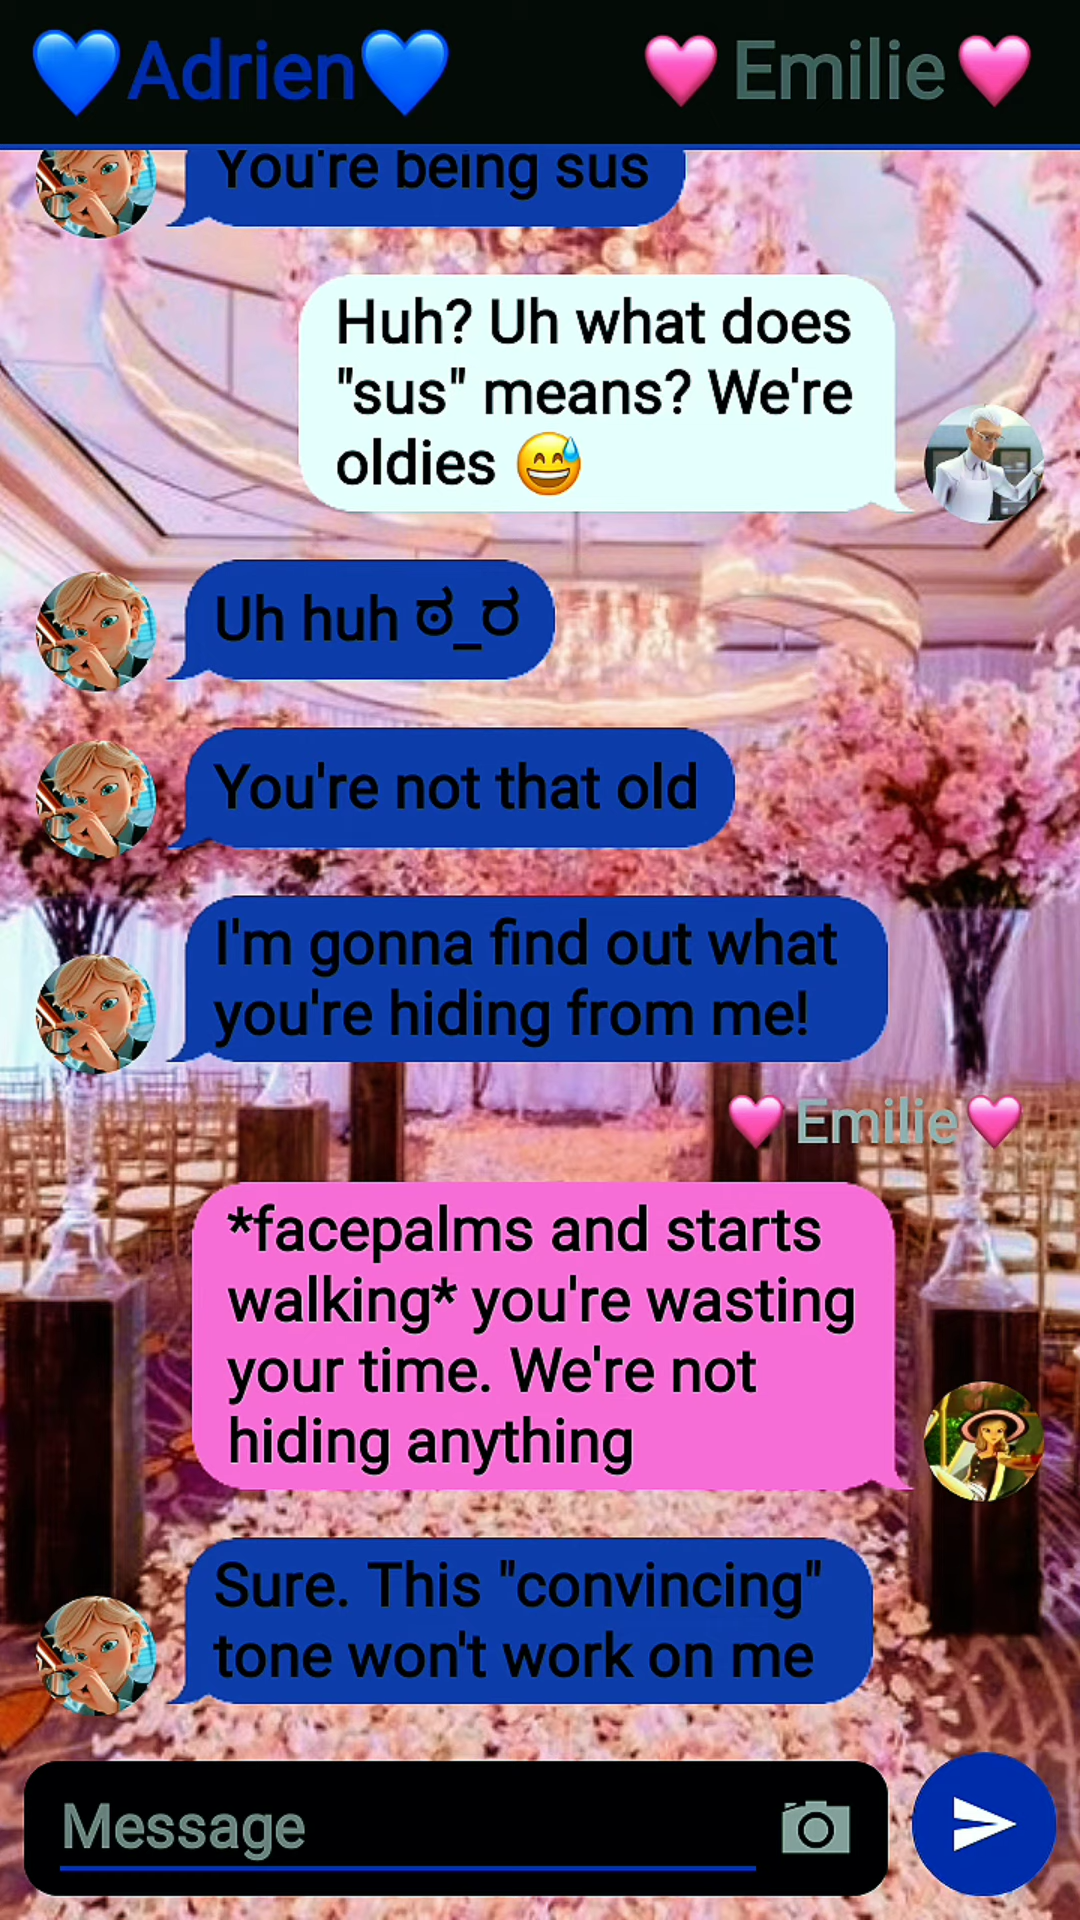 💙Adrien💙 🩷Emilie🩷
You're being sus
Huh? Uh what does
"sus" means? We're
oldies 😅
Uh huh ಠ_ಠ
You're not that old
I'm gonna find out what
you're hiding from me!
🩷Emilie🩷
*facepalms and starts
walking* you're wasting
your time. We're not
hiding anything
Sure. This "convincing"
tone won't work on me
Message